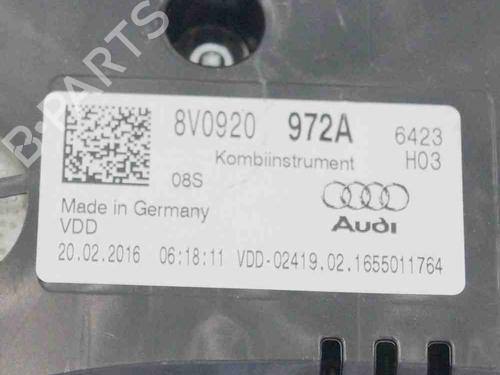 B-PARTS
8V0920 972A 6423
Kombiinstrument H03
08S
Made in Germany
VDD
Audi
20.02.2016 06:18:11 VDD-02419.02.1655011764